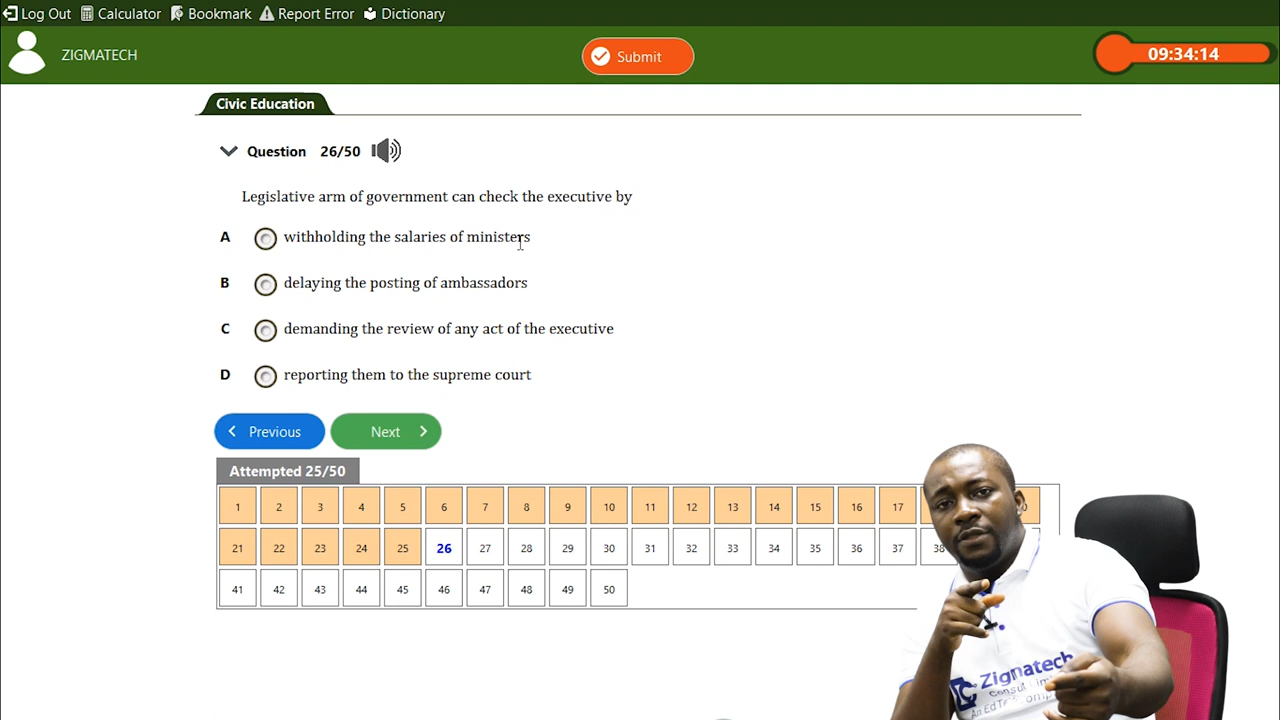 Log Out Calculator Bookmark Report Error Dictionary
ZIGMATECH
Submit
09:34:14
Civic Education
Question 26/50
Legislative arm of government can check the executive by
A withholding the salaries of ministers
B delaying the posting of ambassadors
C demanding the review of any act of the executive
D reporting them to the supreme court
Previous Next
Attempted 25/50
1 2 3 4 5 6 7 8 9 10 11 12 13 14 15 16 17
21 22 23 24 25 26 27 28 29 30 31 32 33 34 35 36 37 38
41 42 43 44 45 46 47 48 49 50
Zigmatech